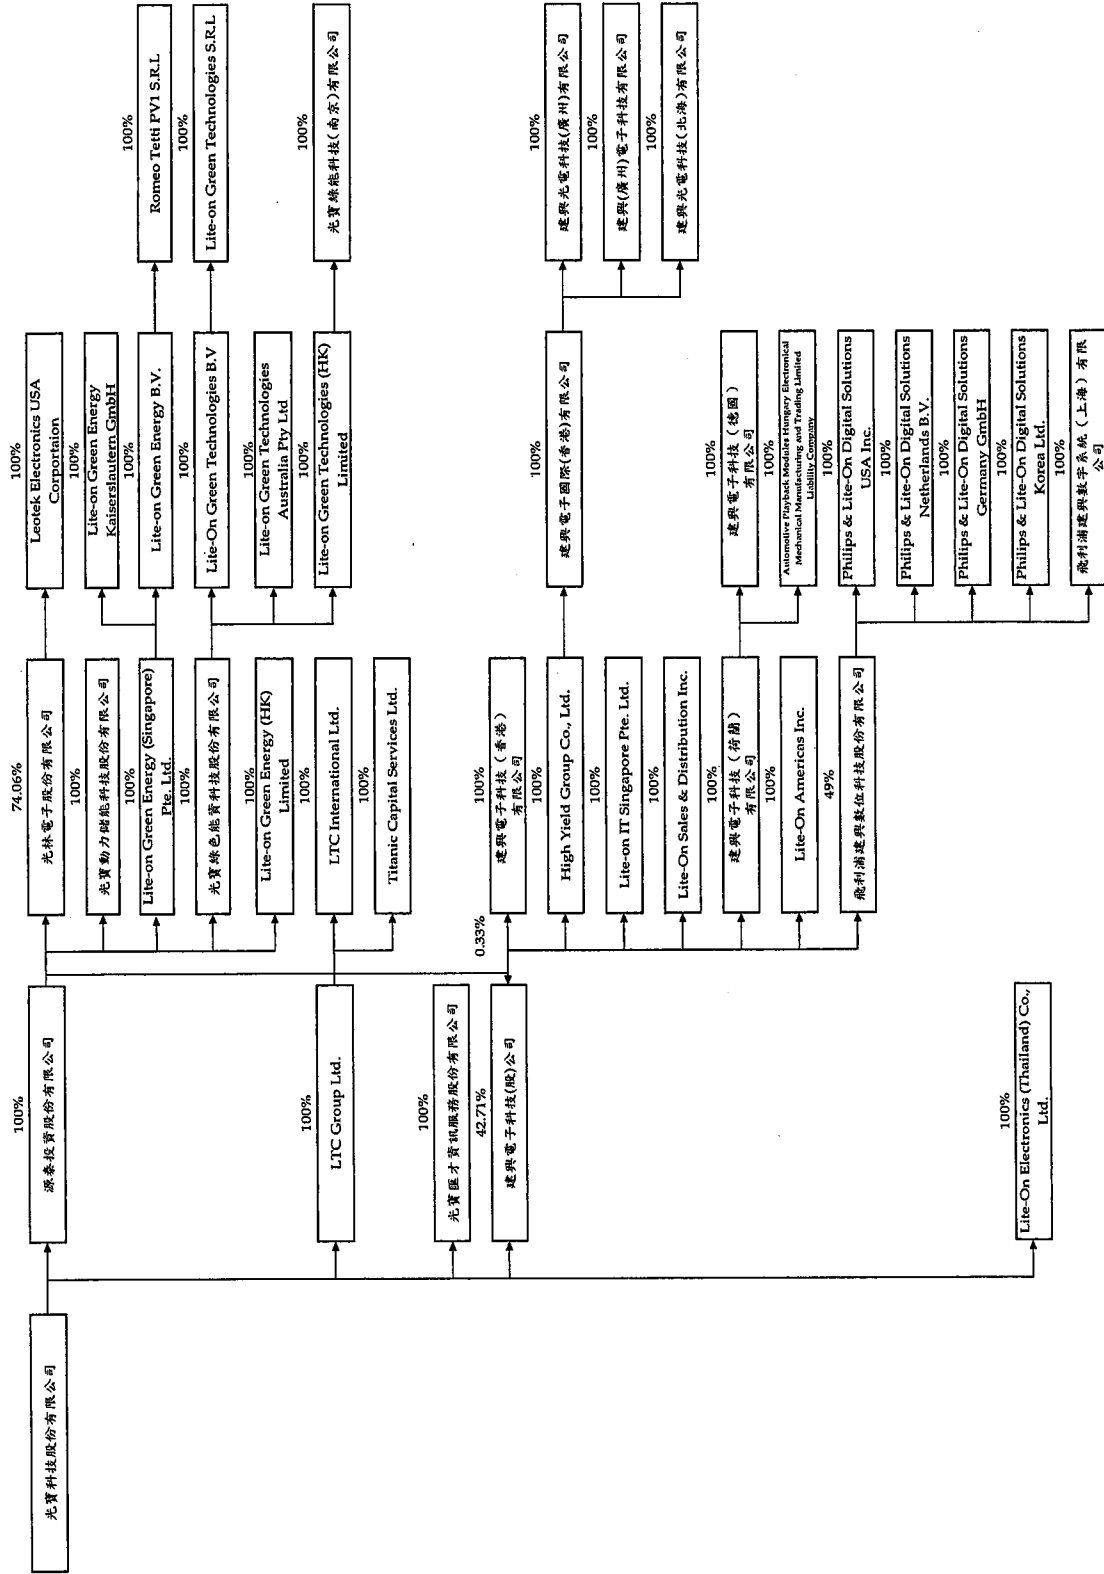 光寶科技股份有限公司
100%
源泰投資股份有限公司
100%
LTC Group Ltd.
100%
光寶匯才資訊服務股份有限公司
42.71%
建興電子科技(股)公司
100%
Lite-On Electronics (Thailand) Co.,
Ltd.
74.06%
光林電子股份有限公司
100%
光寶動力儲能科技股份有限公司
100%
Lite-on Green Energy (Singapore)
Pte. Ltd.
100%
光寶綠色能資科技股份有限公司
100%
Lite-on Green Energy (HK)
Limited
100%
LTC International Ltd.
100%
Titanic Capital Services Ltd.
0.33%
100%
建興電子科技（香港）
有限公司
100%
High Yield Group Co., Ltd.
100%
Lite-on IT Singapore Pte. Ltd.
100%
Lite-On Sales & Distribution Inc.
100%
建興電子科技（荷蘭）
有限公司
100%
Lite-On Americas Inc.
49%
飛利浦建興數位科技股份有限公司
100%
Leotek Electronics USA
Corportaion
100%
Lite-on Green Energy
Kaiserslautern GmbH
100%
Lite-on Green Energy B.V.
100%
Lite-On Green Technologies B.V
100%
Lite-on Green Technologies
Australia Pty Ltd
100%
Lite-on Green Technologies (HK)
Limited
100%
建興電子國際(香港)有限公司
100%
建興電子科技（德國）
有限公司
100%
Automotive Playback Modules Hungary Electronical
Mechanical Manufacturing and Trading Limited
Liability Company
100%
Philips & Lite-On Digital Solutions
USA Inc.
100%
Philips & Lite-On Digital Solutions
Netherlands B.V.
100%
Philips & Lite-On Digital Solutions
Germany GmbH
100%
Philips & Lite-On Digital Solutions
Korea Ltd.
100%
飛利浦建興數字系統（上海）有限
公司
100%
Romeo Tetti PV1 S.R.L
100%
Lite-on Green Technologies S.R.L
100%
光寶綠能科技(南京)有限公司
100%
建興光電科技(廣州)有限公司
100%
建興(廣州)電子科技有限公司
100%
建興光電科技(北海)有限公司